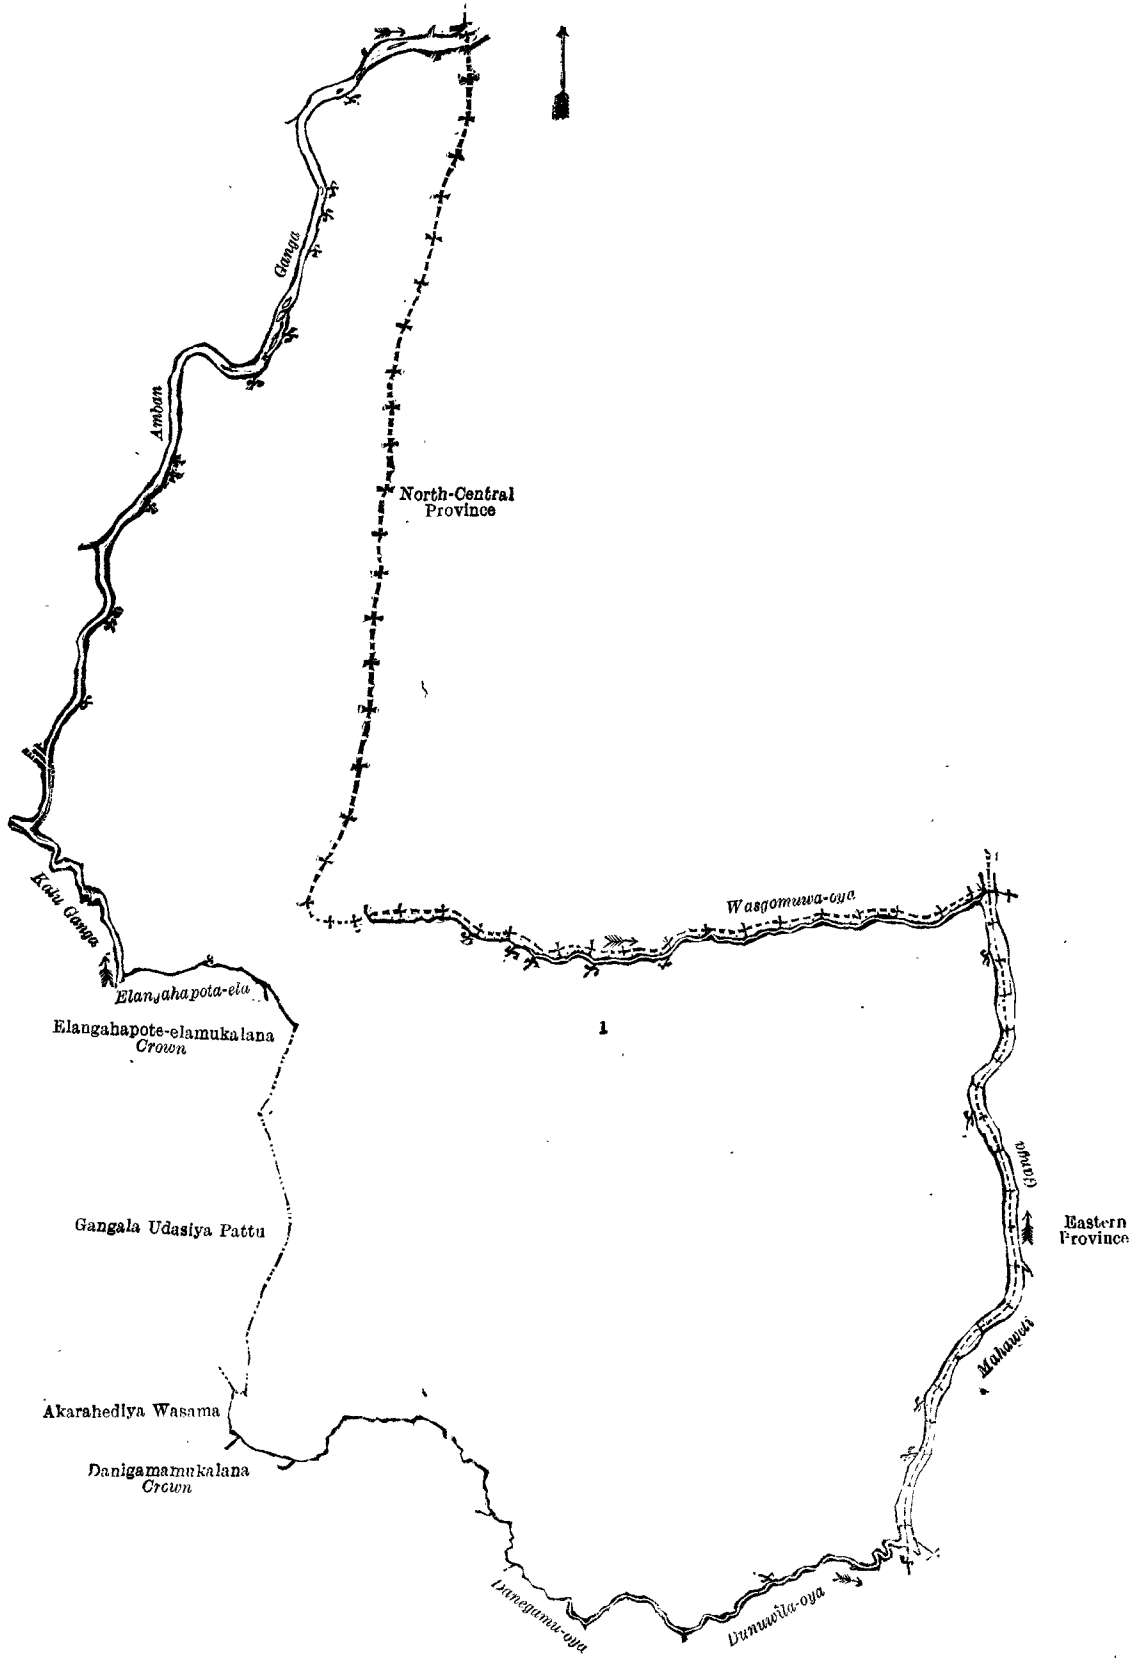 Ganga
Amban
North-Central
Province
Wasgomuwa-oya
Kalu Ganga
Elangahapota-ela
Elangahapote-elamukalana
Crown
1
Ganga
Gangala Udasiya Pattu
Eastern
Province
Mahaweli
Akarahediya Wasama
Danigamamukalana
Crown
Danegamu-oya
Dunuwila-oya